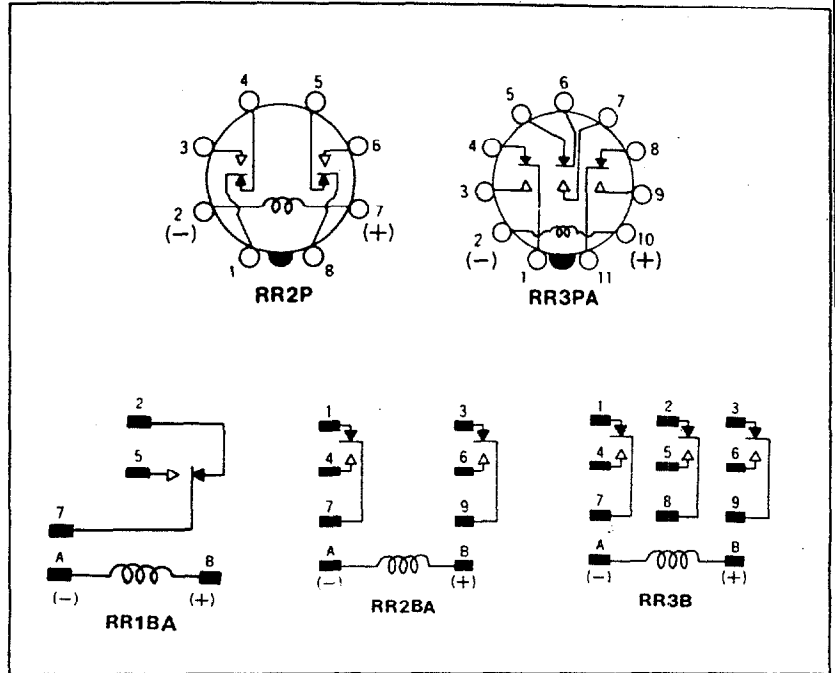 4 5
3 6
2 7
(−) (+)
1 8
RR2P
6
5 7
4 8
3 9
2 10
(−) (+)
1 11
RR3PA
2
5
7
A B
(−) (+)
RR1BA
1 3
4 6
7 9
A B
(−) (+)
RR2BA
1 2 3
4 5 6
7 8 9
A B
(−) (+)
RR3B